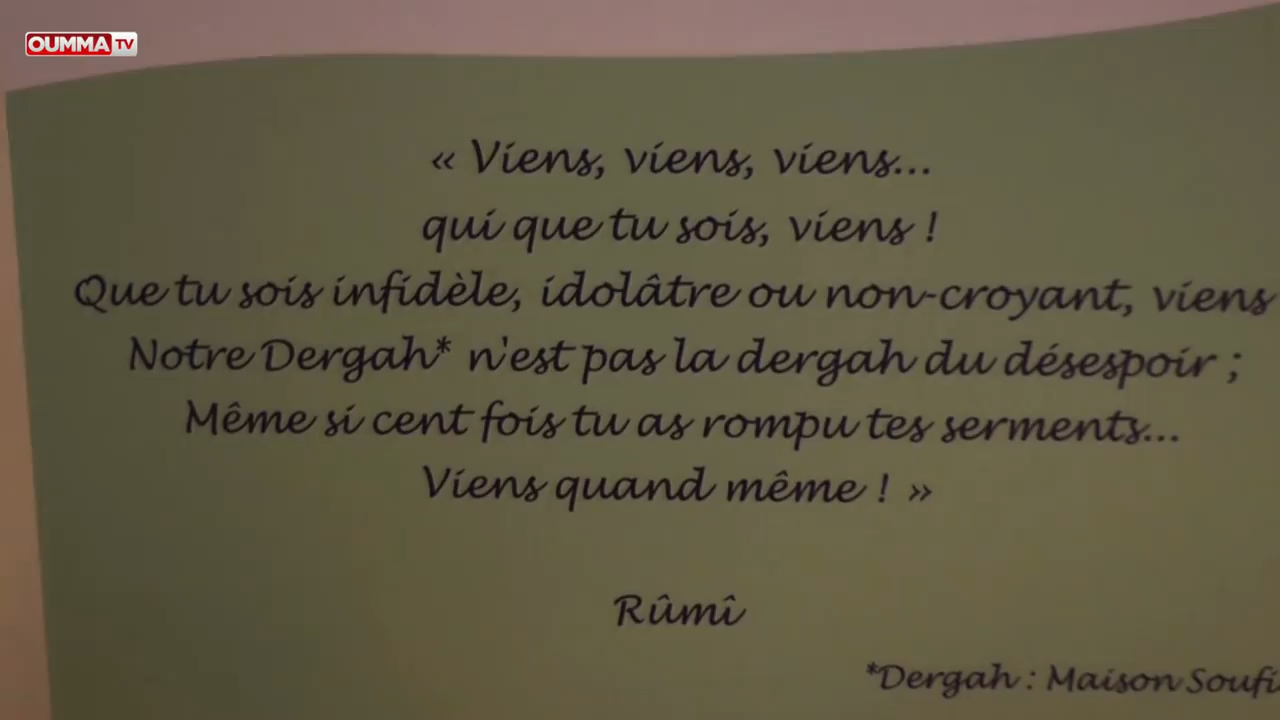 OUMMA TV
« Viens, viens, viens...
qui que tu sois, viens !
Que tu sois infidèle, idolâtre ou non-croyant, viens
Notre Dergah* n'est pas la dergah du désespoir ;
Même si cent fois tu as rompu tes serments...
Viens quand même ! »
Rûmî
*Dergah : Maison